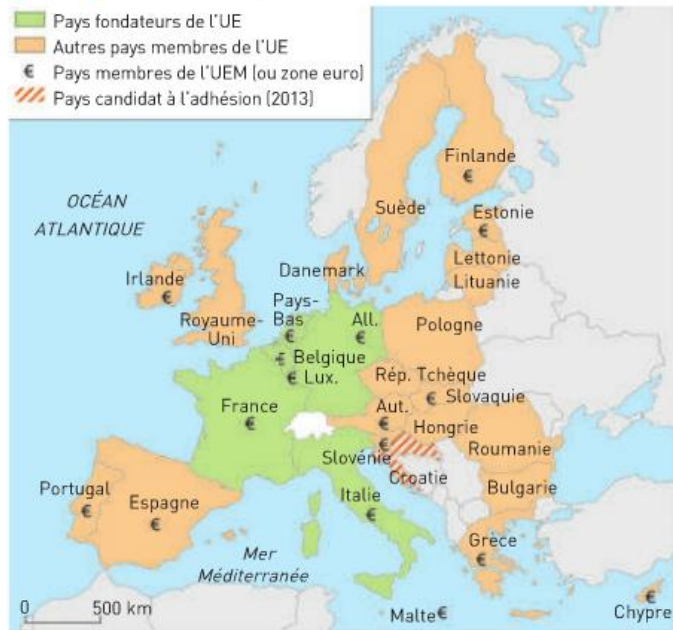 Pays fondateurs de l'UE
Autres pays membres de l'UE
€ Pays membres de l'UEM (ou zone euro)
Pays candidat à l'adhésion (2013)
Finlande
€
OCÉAN
ATLANTIQUE
Suède
Estonie
€
Lettonie
Lituanie
Danemark
Irlande
€
Royaume-
Uni
Pays-
Bas
€
All.
€
Pologne
€ Belgique
€ Lux.
Rép. Tchèque
€ Slovaquie
France
€
Aut.
€
Hongrie
€
Roumanie
Slovénie
Croatie
Bulgarie
Portugal
€
Espagne
€
Italie
€
Grèce
€
Mer
Méditerranée
0 500 km
Malte €
€
Chypre